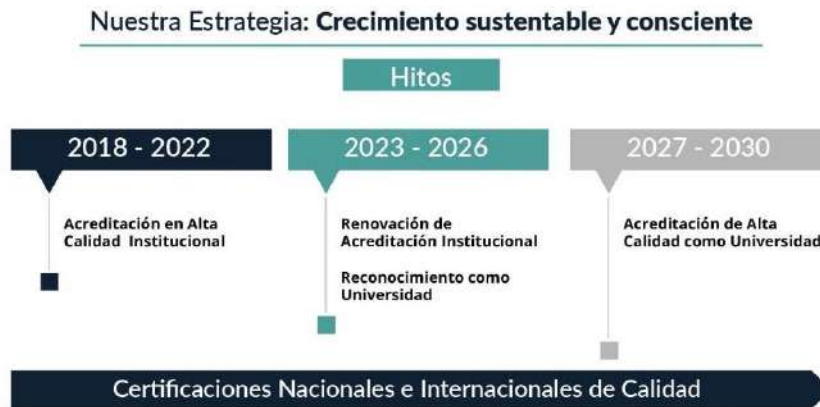 Nuestra Estrategia: Crecimiento sustentable y consciente
Hitos
2018 - 2022
Acreditación en Alta
Calidad Institucional
2023 - 2026
Renovación de
Acreditación Institucional
Reconocimiento como
Universidad
2027 - 2030
Acreditación de Alta
Calidad como Universidad
Certificaciones Nacionales e Internacionales de Calidad